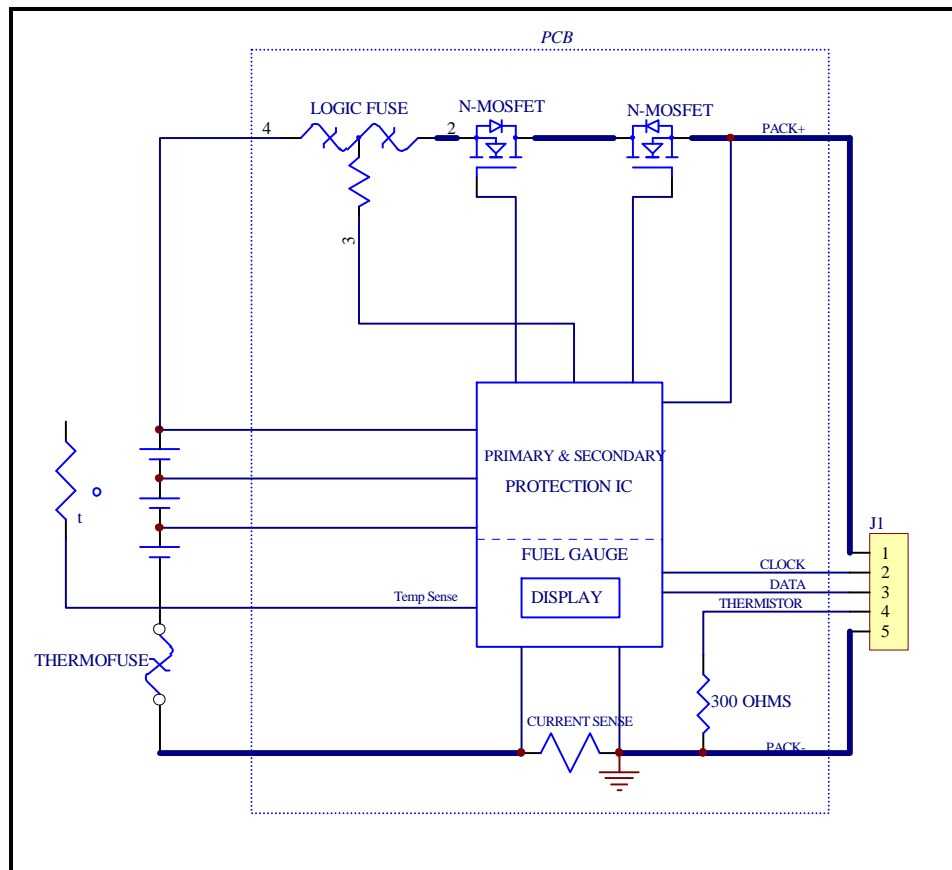 PCB
LOGIC FUSE
N-MOSFET
N-MOSFET
4
2
PACK+
3
PRIMARY & SECONDARY
PROTECTION IC
t
o
FUEL GAUGE
DISPLAY
Temp Sense
J1
1
CLOCK
2
DATA
3
THERMISTOR
4
5
THERMOFUSE
300 OHMS
CURRENT SENSE
PACK-